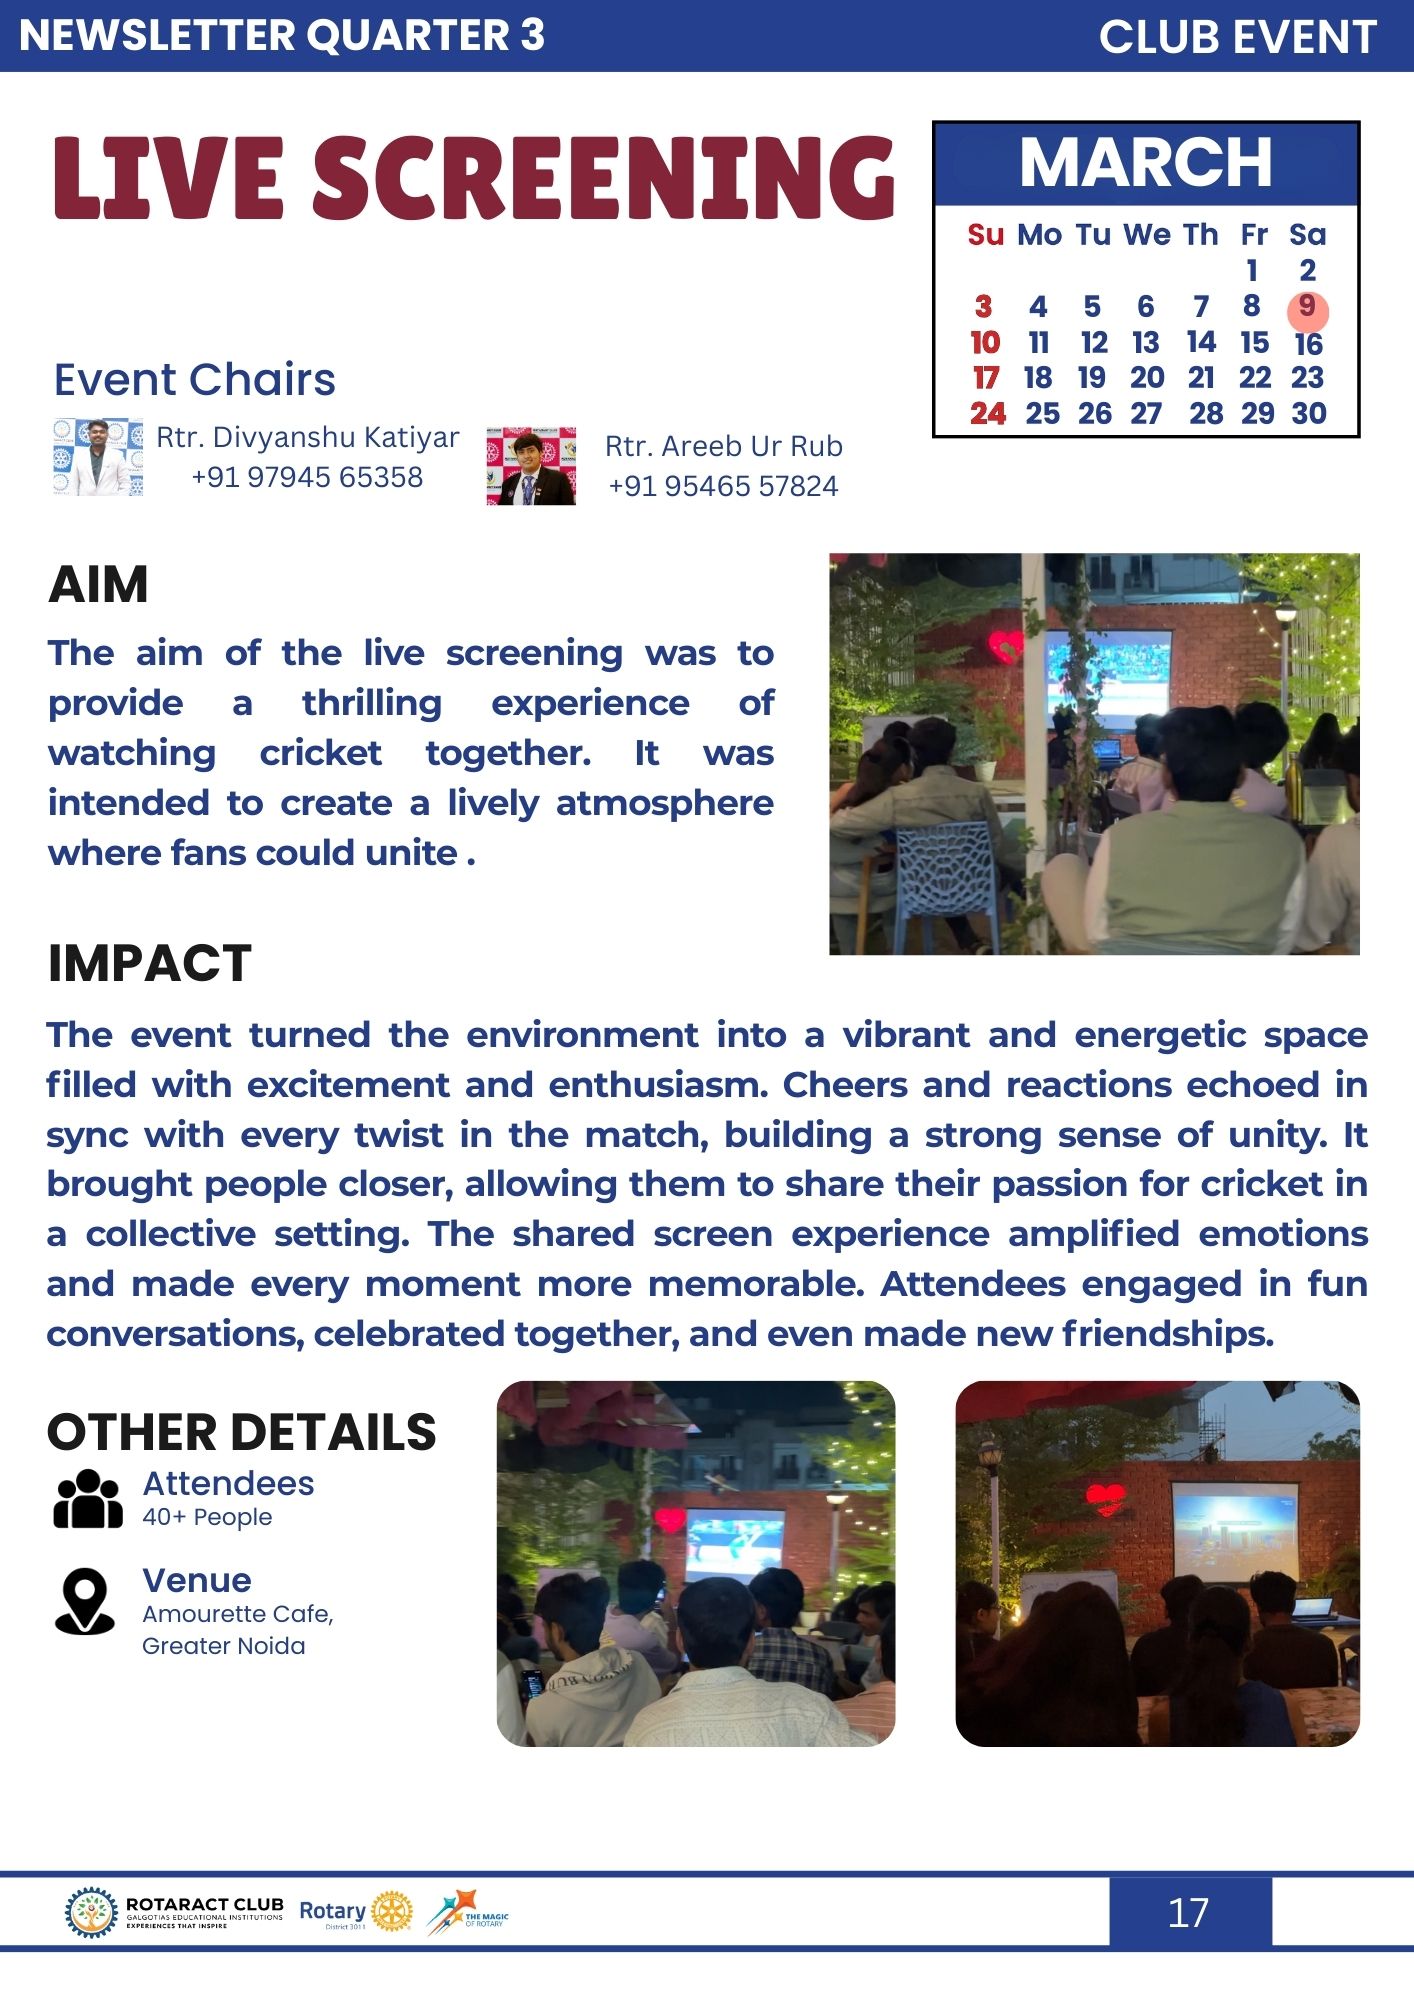 NEWSLETTER QUARTER 3
CLUB EVENT
LIVE SCREENING
MARCH
Su Mo Tu We Th Fr Sa
1 2
3 4 5 6 7 8 9
10 11 12 13 14 15 16
17 18 19 20 21 22 23
24 25 26 27 28 29 30
Event Chairs
Rtr. Divyanshu Katiyar
+91 97945 65358
Rtr. Areeb Ur Rub
+91 95465 57824
AIM
The aim of the live screening was to
provide a thrilling experience of
watching cricket together. It was
intended to create a lively atmosphere
where fans could unite .
IMPACT
The event turned the environment into a vibrant and energetic space
filled with excitement and enthusiasm. Cheers and reactions echoed in
sync with every twist in the match, building a strong sense of unity. It
brought people closer, allowing them to share their passion for cricket in
a collective setting. The shared screen experience amplified emotions
and made every moment more memorable. Attendees engaged in fun
conversations, celebrated together, and even made new friendships.
OTHER DETAILS
Attendees
40+ People
Venue
Amourette Cafe,
Greater Noida
ROTARACT CLUB
GALGOTIAS EDUCATIONAL INSTITUTIONS
EXPERIENCES THAT INSPIRE
Rotary
District 3011
THE MAGIC
OF ROTARY
17